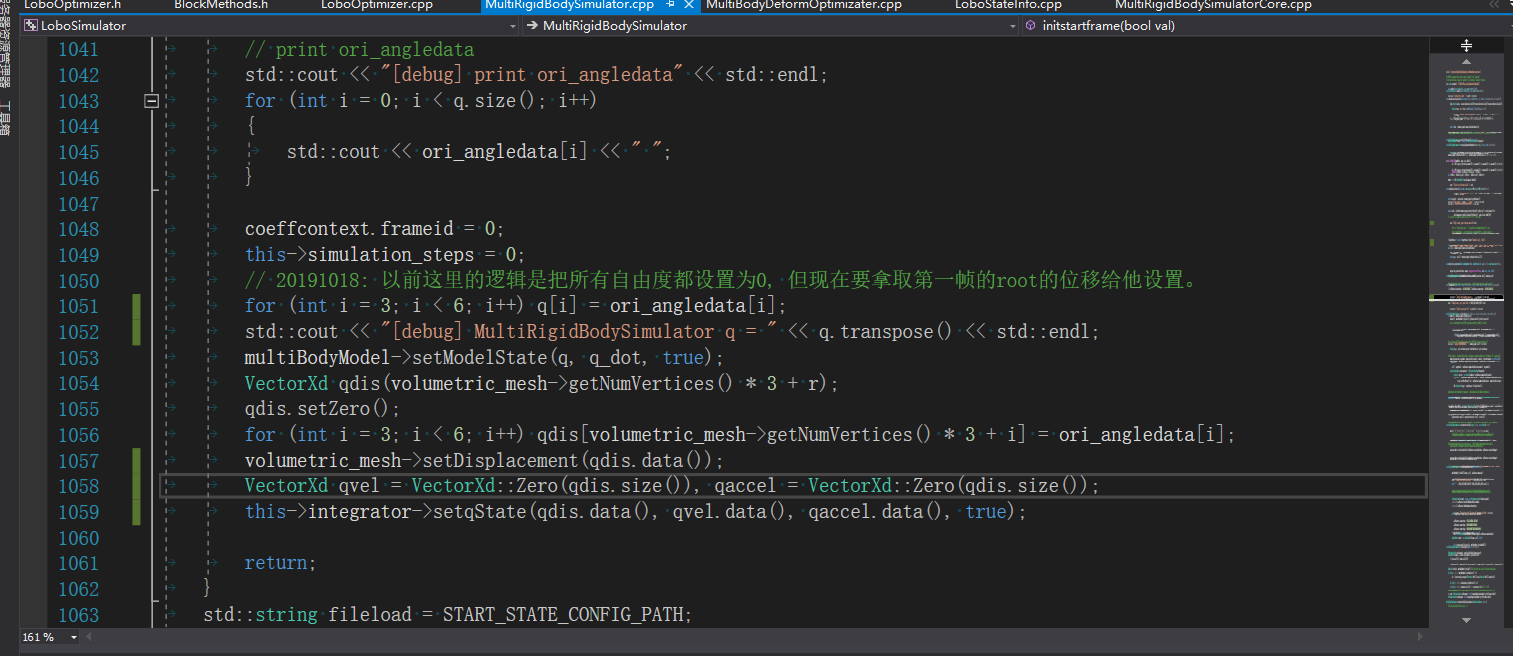 LoboOptimizer.h BlockMethods.h LoboOptimizer.cpp MultiRigidBodySimulator.cpp MultiBodyDeformOptimizater.cpp LoboStateInfo.cpp MultiRigidBodySimulatorCore.cpp
LoboSimulator MultiRigidBodySimulator initstartframe(bool val)
工具箱
1041 // print ori_angledata
1042 std::cout << "[debug] print ori_angledata" << std::endl;
1043 for (int i = 0; i < q.size(); i++)
1044 {
1045 std::cout << ori_angledata[i] << " ";
1046 }
1047
1048 coeffcontext.frameid = 0;
1049 this->simulation_steps = 0;
1050 // 20191018: 以前这里的逻辑是把所有自由度都设置为0, 但现在要拿取第一帧的root的位移给他设置。
1051 for (int i = 3; i < 6; i++) q[i] = ori_angledata[i];
1052 std::cout << "[debug] MultiRigidBodySimulator q = " << q.transpose() << std::endl;
1053 multiBodyModel->setModelState(q, q_dot, true);
1054 VectorXd qdis(volumetric_mesh->getNumVertices() * 3 + r);
1055 qdis.setZero();
1056 for (int i = 3; i < 6; i++) qdis[volumetric_mesh->getNumVertices() * 3 + i] = ori_angledata[i];
1057 volumetric_mesh->setDisplacement(qdis.data());
1058 VectorXd qvel = VectorXd::Zero(qdis.size()), qaccel = VectorXd::Zero(qdis.size());
1059 this->integrator->setqState(qdis.data(), qvel.data(), qaccel.data(), true);
1060
1061 return;
1062 }
1063 std::string fileload = START_STATE_CONFIG_PATH;
161 %